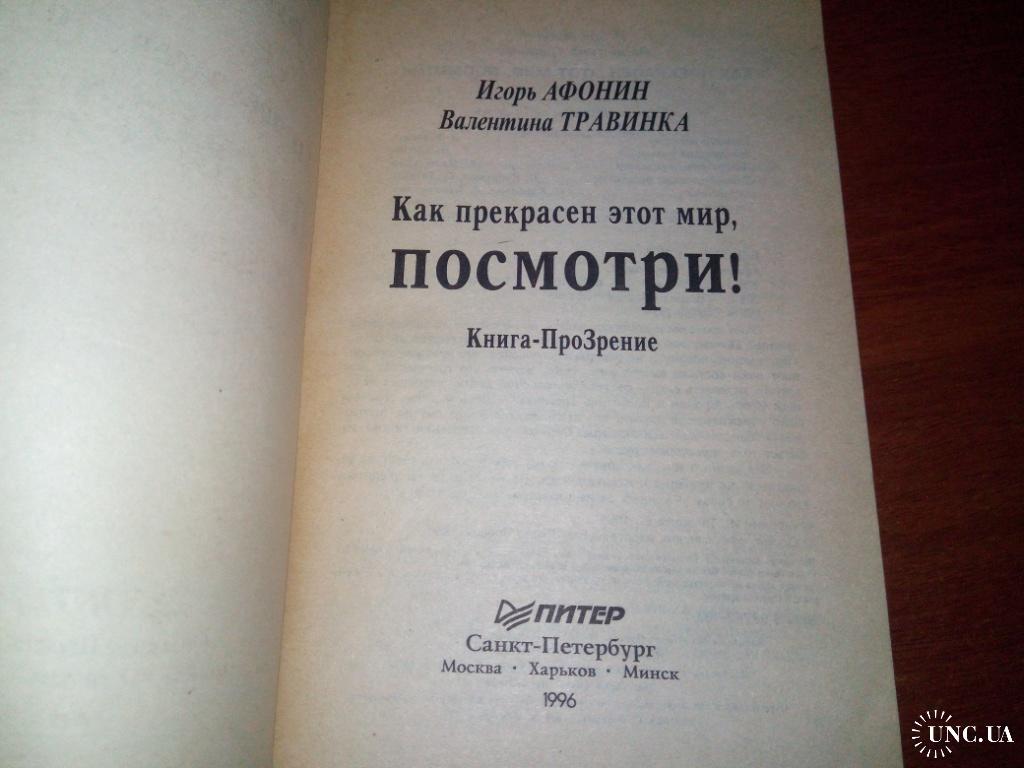 Игорь АФОНИН
Валентина ТРАВИНКА
Как прекрасен этот мир,
ПОСМОТРИ!
Книга-ПроЗрение
ПИТЕР
Санкт-Петербург
Москва · Харьков · Минск
1996
UNC.UA